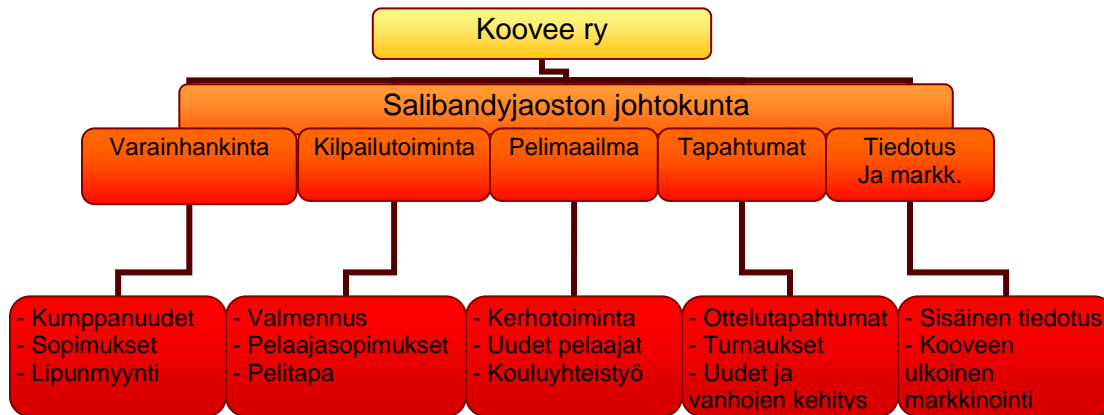 Koovee ry
Salibandyjaoston johtokunta
Varainhankinta
Kilpailutoiminta
Pelimaailma
Tapahtumat
Tiedotus
Ja markk.
- Kumppanuudet
- Sopimukset
- Lipunmyynti
- Valmennus
- Pelaajasopimukset
- Pelitapa
- Kerhotoiminta
- Uudet pelaajat
- Kouluyhteistyö
- Ottelutapahtumat
- Turnaukset
- Uudet ja
vanhojen kehitys
- Sisäinen tiedotus
- Kooveen
ulkoinen
markkinointi